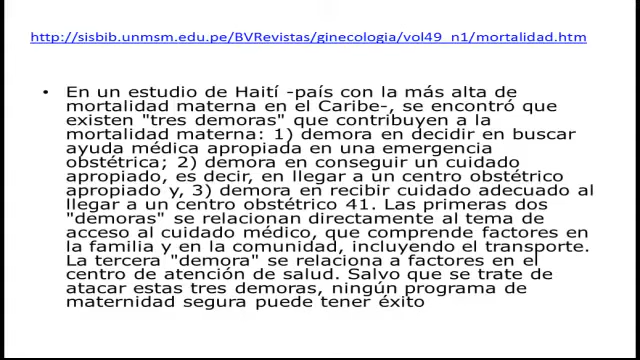 http://sisbib.unmsm.edu.pe/BVRevistas/ginecologia/vol49_n1/mortalidad.htm
• En un estudio de Haití -país con la más alta de
mortalidad materna en el Caribe-, se encontró que
existen "tres demoras" que contribuyen a la
mortalidad materna: 1) demora en decidir en buscar
ayuda médica apropiada en una emergencia
obstétrica; 2) demora en conseguir un cuidado
apropiado, es decir, en llegar a un centro obstétrico
apropiado y, 3) demora en recibir cuidado adecuado al
llegar a un centro obstétrico 41. Las primeras dos
"demoras" se relacionan directamente al tema de
acceso al cuidado médico, que comprende factores en
la familia y en la comunidad, incluyendo el transporte.
La tercera "demora" se relaciona a factores en el
centro de atención de salud. Salvo que se trate de
atacar estas tres demoras, ningún programa de
maternidad segura puede tener éxito